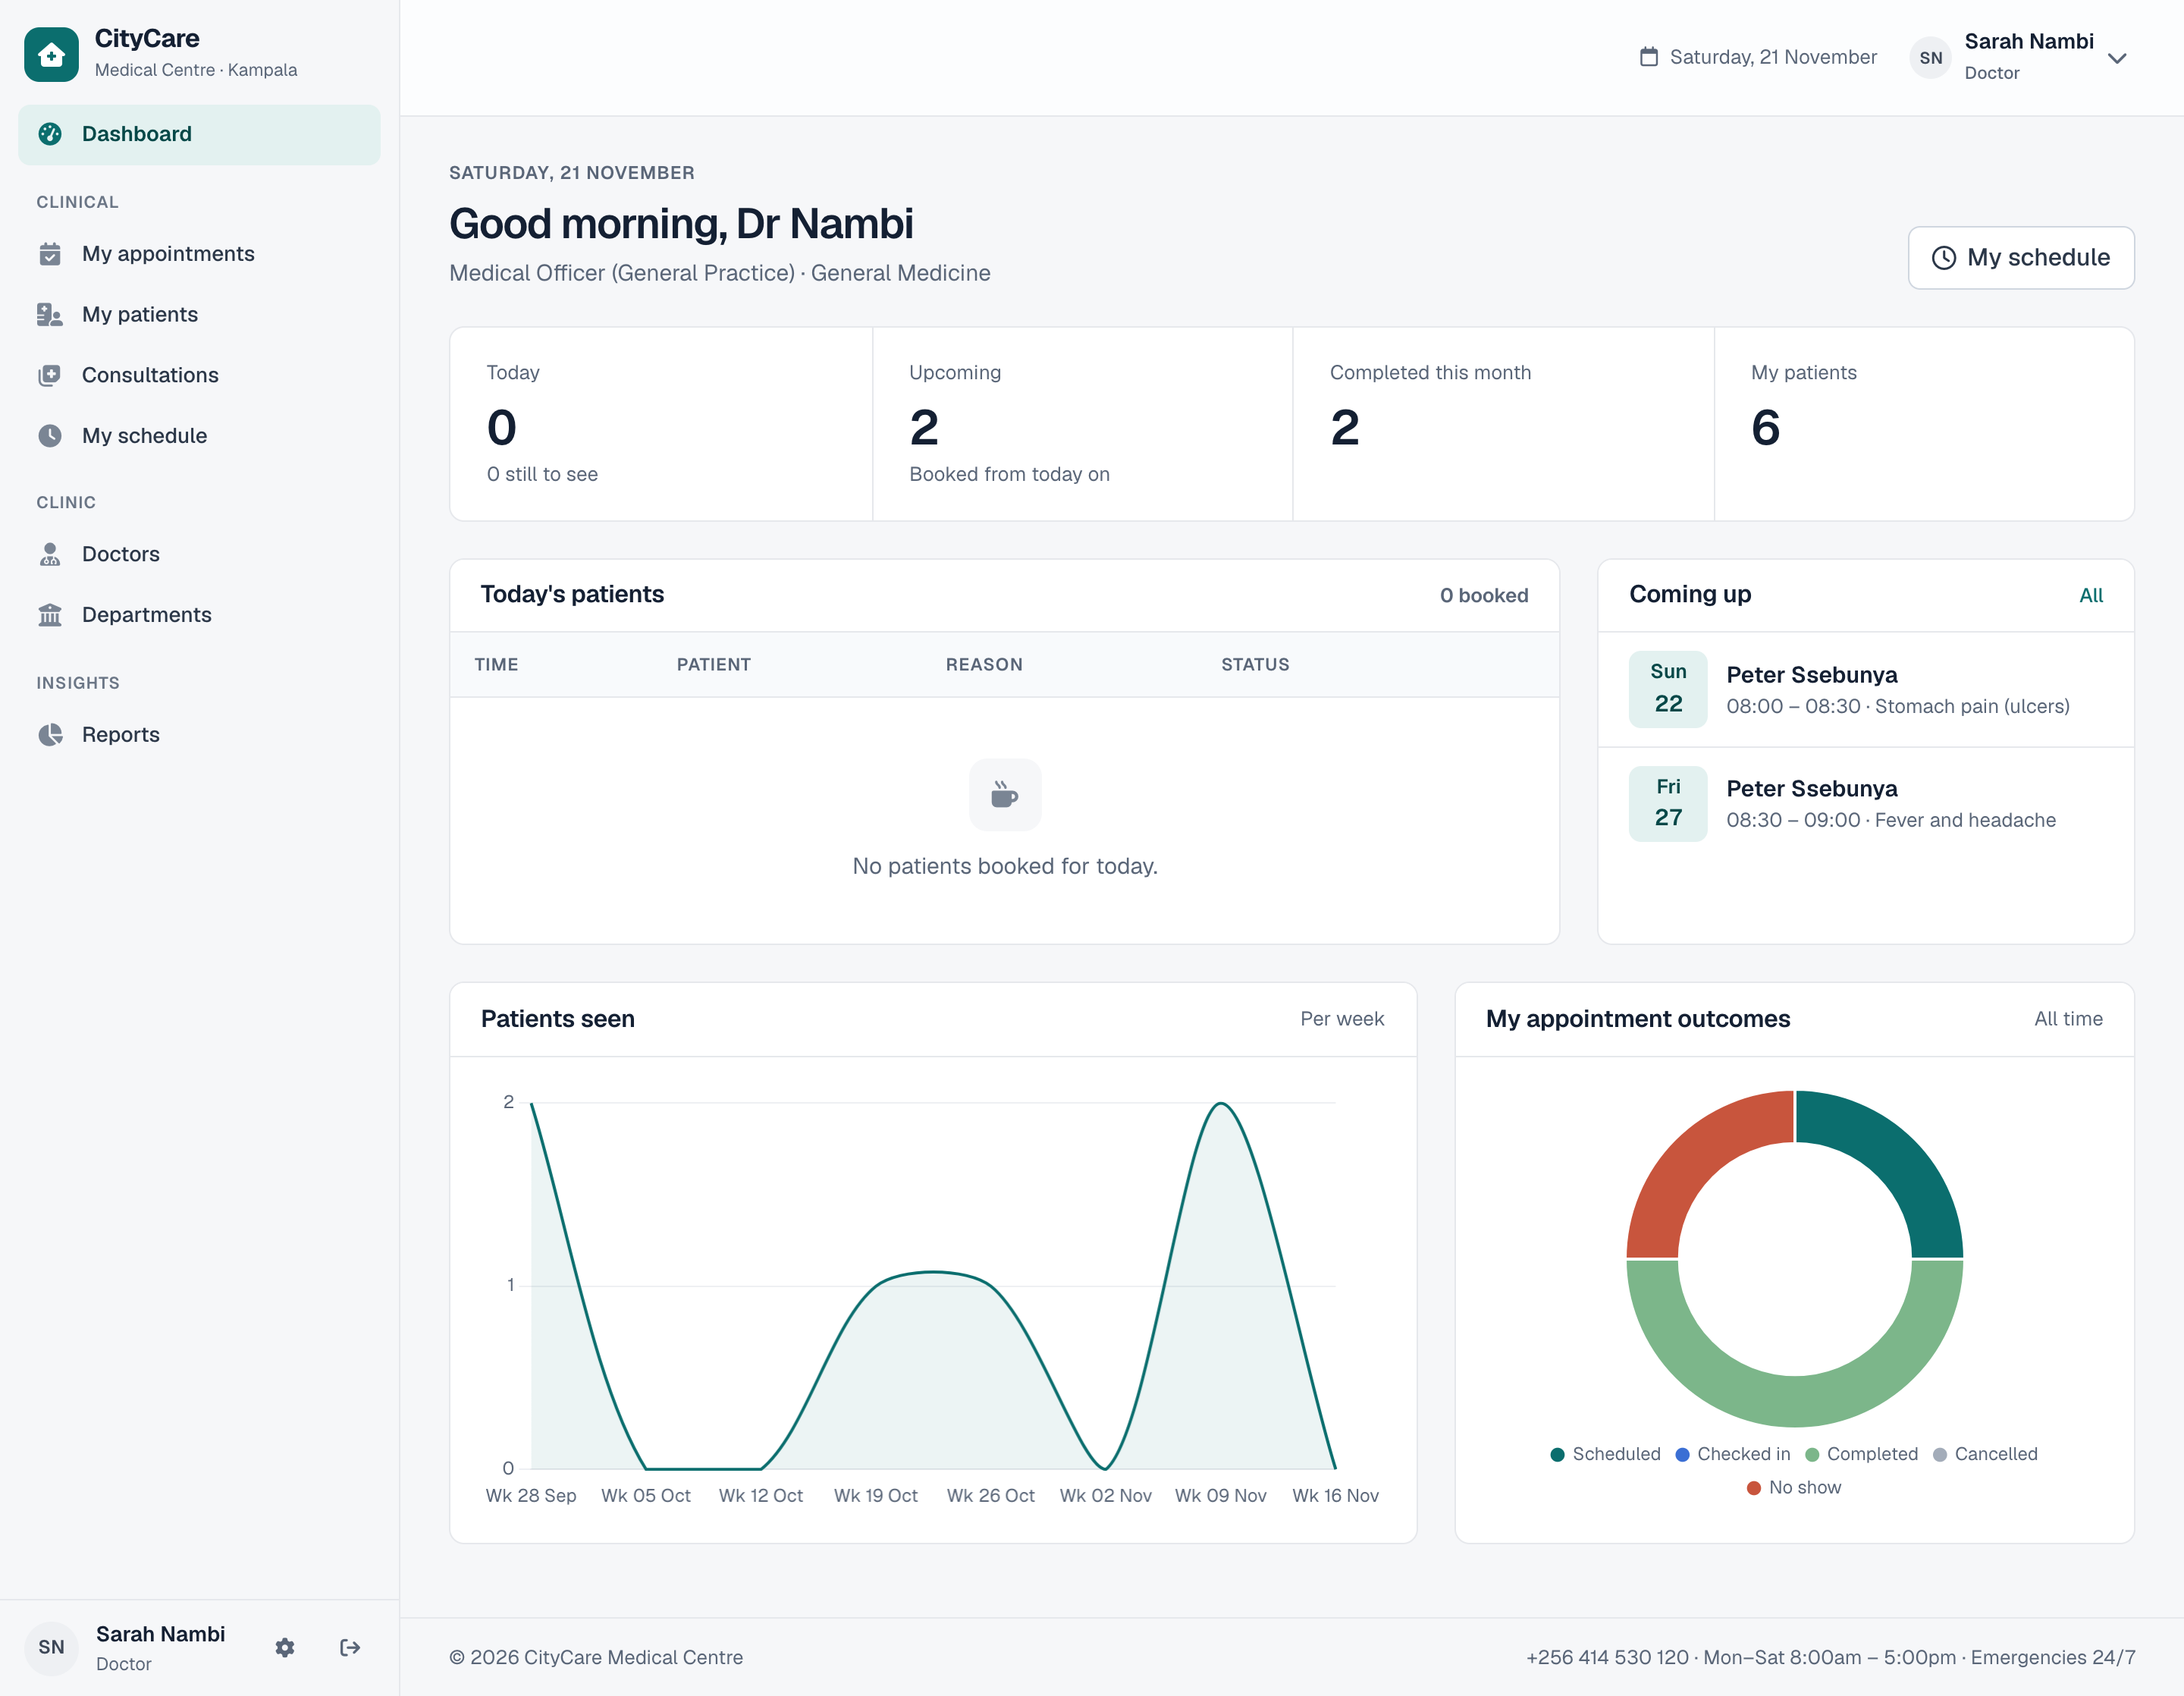 CityCare
Medical Centre · Kampala
Dashboard
CLINICAL
My appointments
My patients
Consultations
My schedule
CLINIC
Doctors
Departments
INSIGHTS
Reports
SN
Sarah Nambi
Doctor
Saturday, 21 November
SN
Sarah Nambi
Doctor
SATURDAY, 21 NOVEMBER
Good morning, Dr Nambi
Medical Officer (General Practice) · General Medicine
My schedule
Today
0
0 still to see
Upcoming
2
Booked from today on
Completed this month
2
My patients
6
Today's patients
0 booked
TIME PATIENT REASON STATUS
No patients booked for today.
Coming up
All
Sun
22
Peter Ssebunya
08:00 – 08:30 · Stomach pain (ulcers)
Fri
27
Peter Ssebunya
08:30 – 09:00 · Fever and headache
Patients seen
Per week
2
1
0
Wk 28 Sep Wk 05 Oct Wk 12 Oct Wk 19 Oct Wk 26 Oct Wk 02 Nov Wk 09 Nov Wk 16 Nov
My appointment outcomes
All time
Scheduled Checked in Completed Cancelled
No show
© 2026 CityCare Medical Centre
+256 414 530 120 · Mon–Sat 8:00am – 5:00pm · Emergencies 24/7